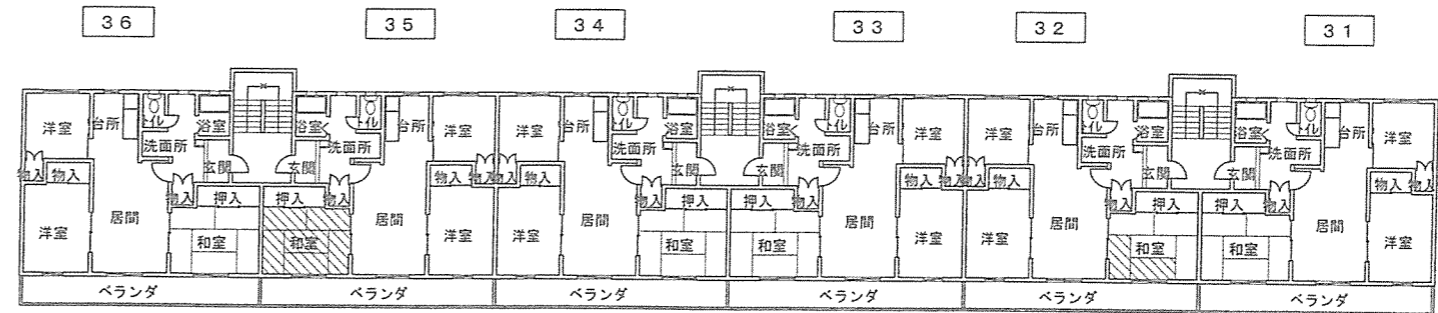 ３６
３５
３４
３３
３２
３１
洋室 台所 トイレ 浴室 浴室 トイレ 台所 洋室 洋室 台所 トイレ 浴室 浴室 トイレ 台所 洋室 洋室 台所 トイレ 浴室 浴室 トイレ 台所 洋室
洗面所 洗面所 洗面所 洗面所 洗面所 洗面所
玄関 玄関 玄関 玄関 玄関 玄関
物入 物入 物入 物入 物入 物入 物入 物入 物入 物入 物入 物入
物入 押入 押入 物入 物入 押入 押入 物入 物入 押入 押入 物入
洋室 居間 和室 和室 居間 洋室 洋室 居間 和室 和室 居間 洋室 洋室 居間 和室 和室 居間 洋室
ベランダ ベランダ ベランダ ベランダ ベランダ ベランダ